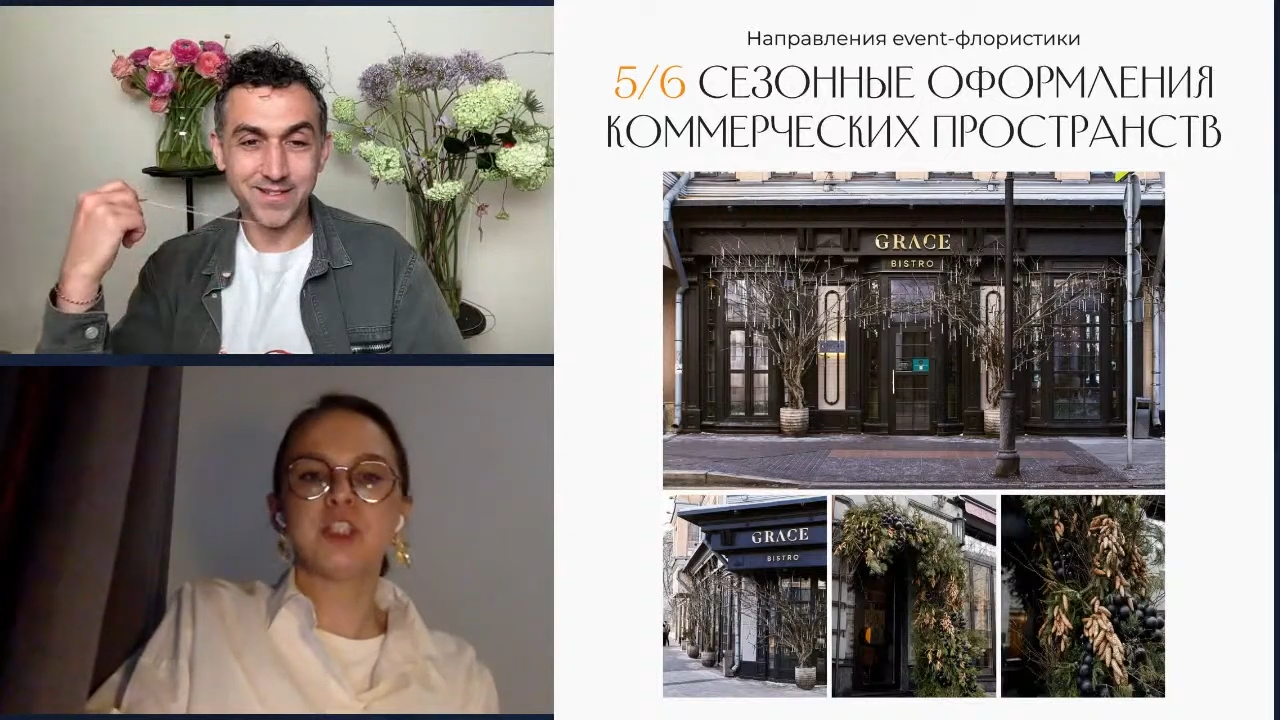 Направления event-флористики
5/6 СЕЗОННЫЕ ОФОРМЛЕНИЯ
КОММЕРЧЕСКИХ ПРОСТРАНСТВ
GRACE
BISTRO
GRACE
BISTRO